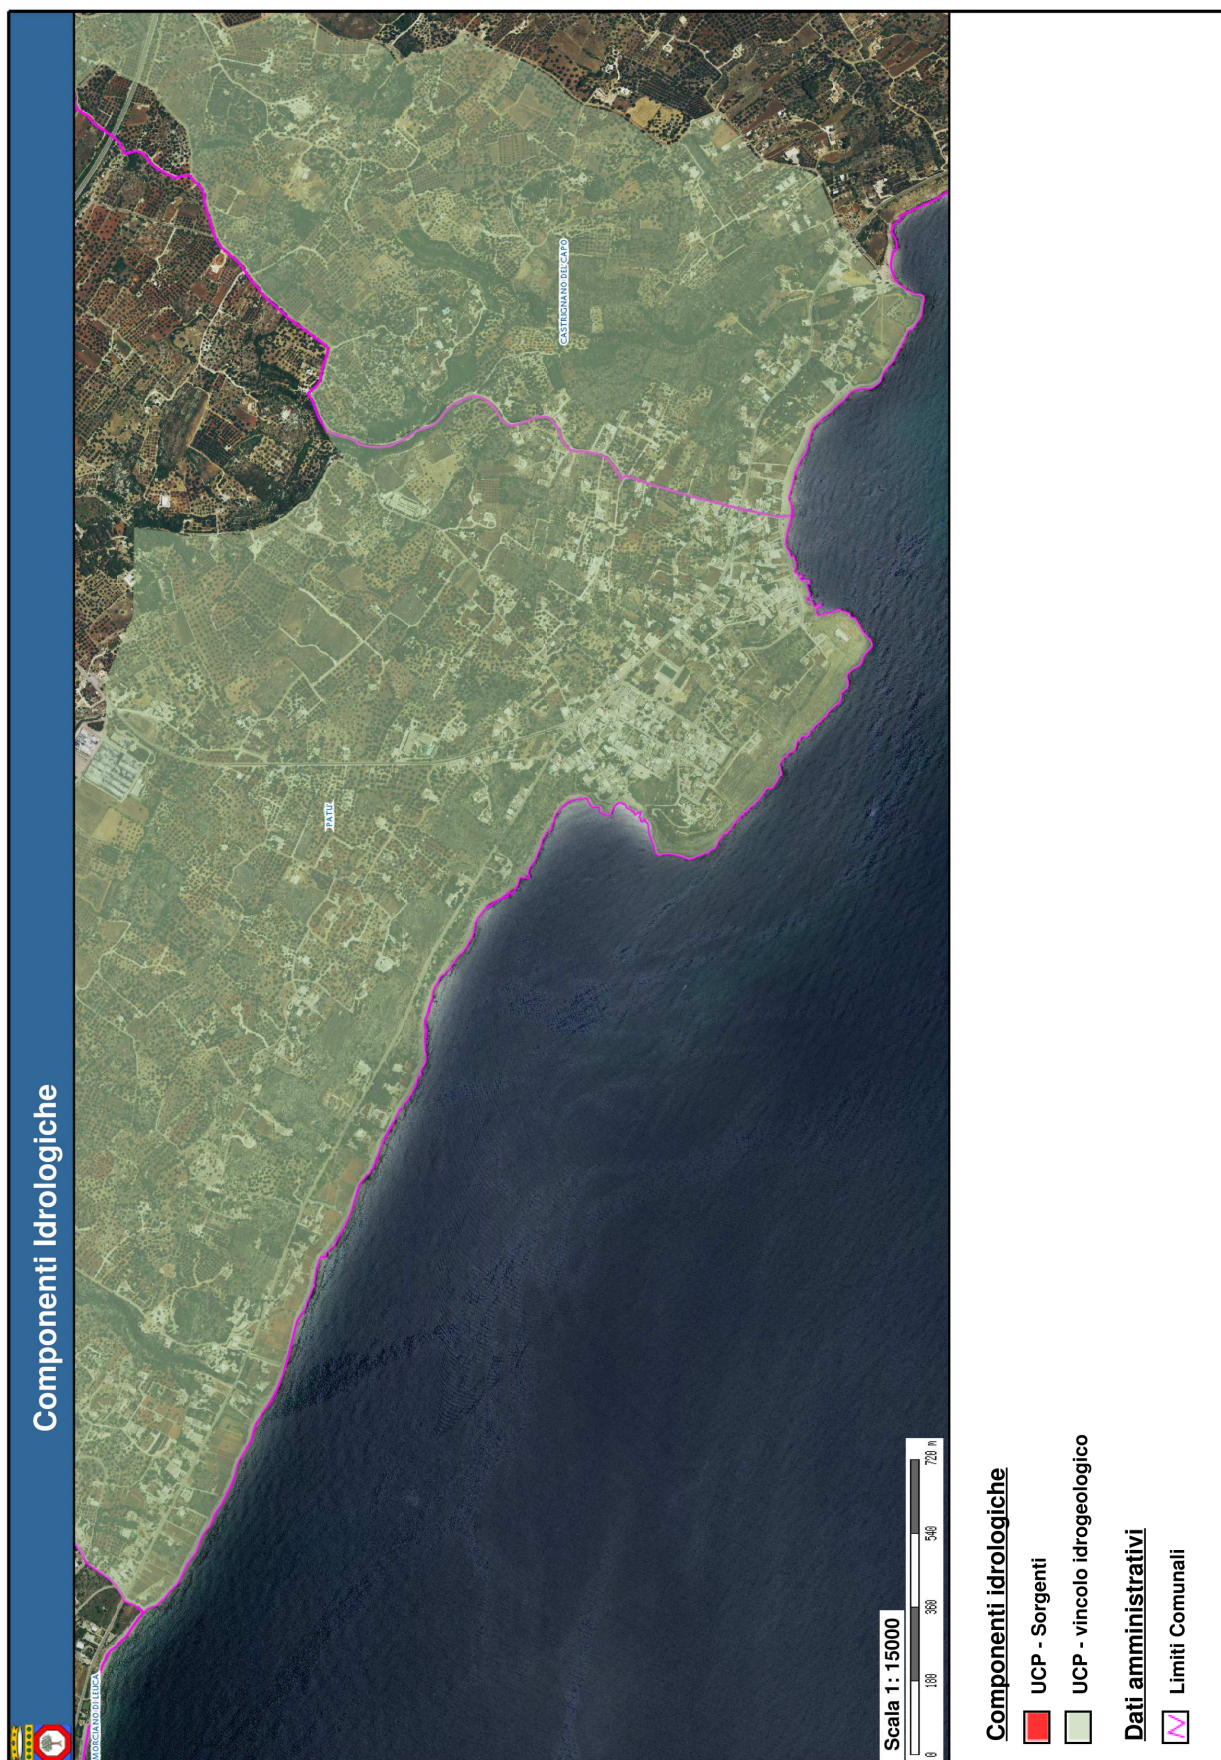 Componenti Idrologiche
MORCIANO DI LEUCA
PATU'
CASTRIGNANO DEL CAPO
Scala 1: 15000
0 180 360 540 720 m
Componenti idrologiche
UCP - Sorgenti
UCP - vincolo idrogeologico
Dati amministrativi
Limiti Comunali